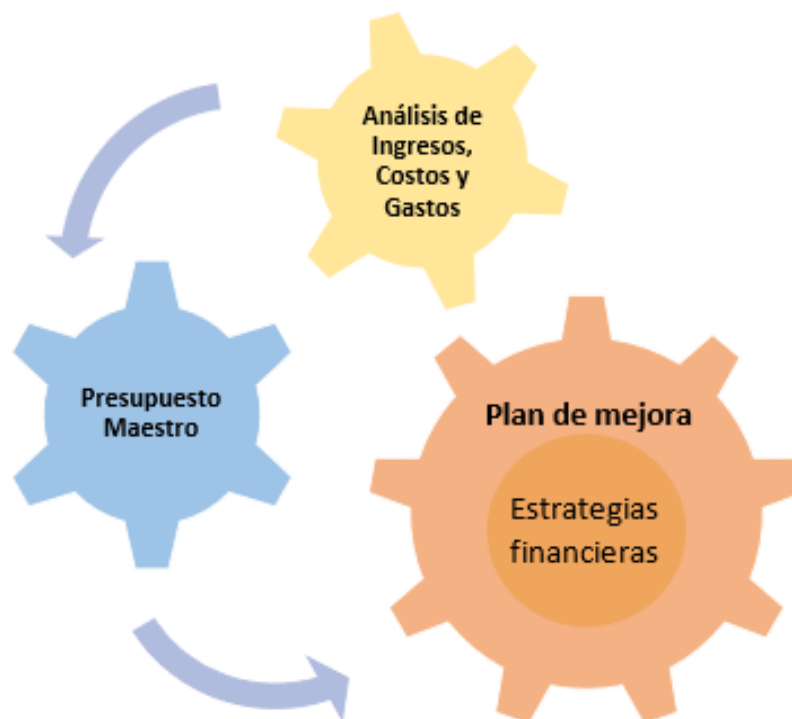 Análisis de
Ingresos,
Costos y
Gastos
Presupuesto
Maestro
Plan de mejora
Estrategias
financieras